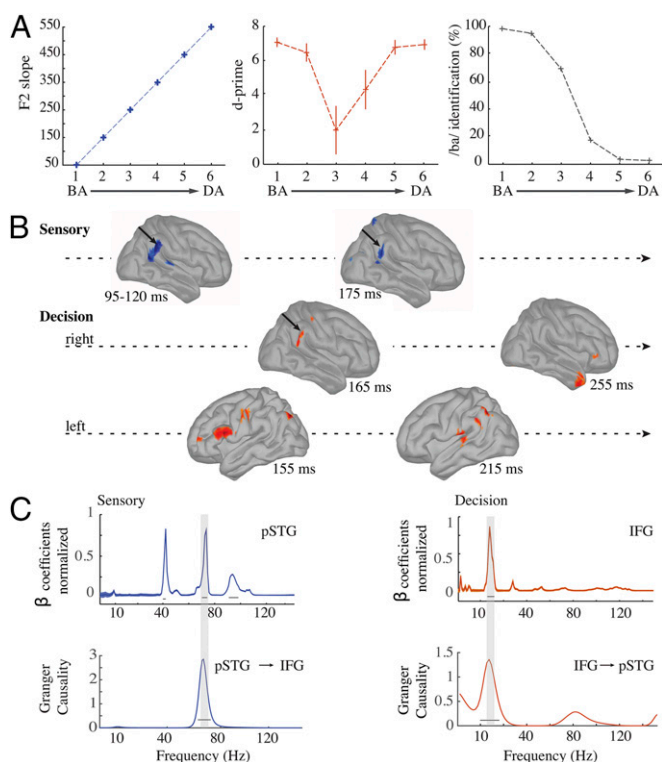 A
F2 slope
550
450
350
250
150
50
1 2 3 4 5 6
BA DA
d-prime
8
6
4
2
0
1 2 3 4 5 6
BA DA
/ba/ identification (%)
100
80
60
40
20
0
1 2 3 4 5 6
BA DA
B
Sensory
95-120 ms
175 ms
Decision
right
165 ms
255 ms
left
155 ms
215 ms
C
Sensory
pSTG
β coefficients
normalized
1
0.5
0
10 40 80 120
Granger
Causality
pSTG → IFG
3
2
1
0
10 40 80 120
Frequency (Hz)
Decision
IFG
β coefficients
normalized
1
0.5
0
10 40 80 120
Granger
Causality
IFG → pSTG
1.5
1
0.5
0
10 40 80 120
Frequency (Hz)